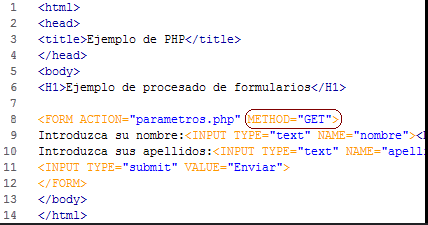 1 <html>
2 <head>
3 <title>Ejemplo de PHP</title>
4 </head>
5 <body>
6 <H1>Ejemplo de procesado de formularios</H1>
7
8 <FORM ACTION="parametros.php" METHOD="GET">
9 Introduzca su nombre:<INPUT TYPE="text" NAME="nombre"><
10 Introduzca sus apellidos:<INPUT TYPE="text" NAME="apell
11 <INPUT TYPE="submit" VALUE="Enviar">
12 </FORM>
13 </body>
14 </html>